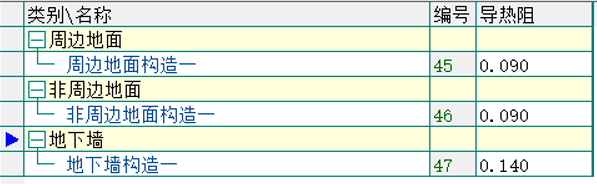 类别\名称 编号 导热阻
周边地面
周边地面构造一 45 0.090
非周边地面
非周边地面构造一 46 0.090
地下墙
地下墙构造一 47 0.140